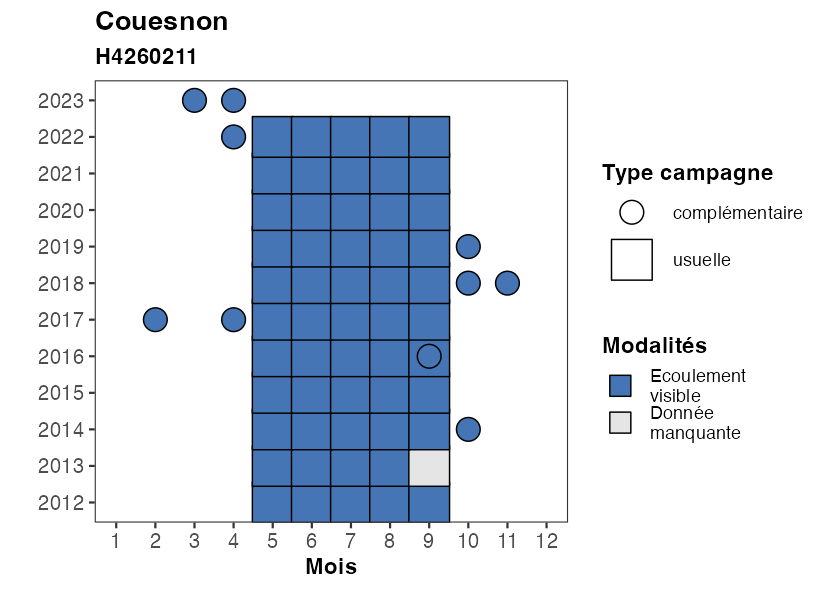 Couesnon
H4260211
2023
2022
2021
2020
2019
2018
2017
2016
2015
2014
2013
2012
1 2 3 4 5 6 7 8 9 10 11 12
Mois
Type campagne
complémentaire
usuelle
Modalités
Ecoulement
visible
Donnée
manquante